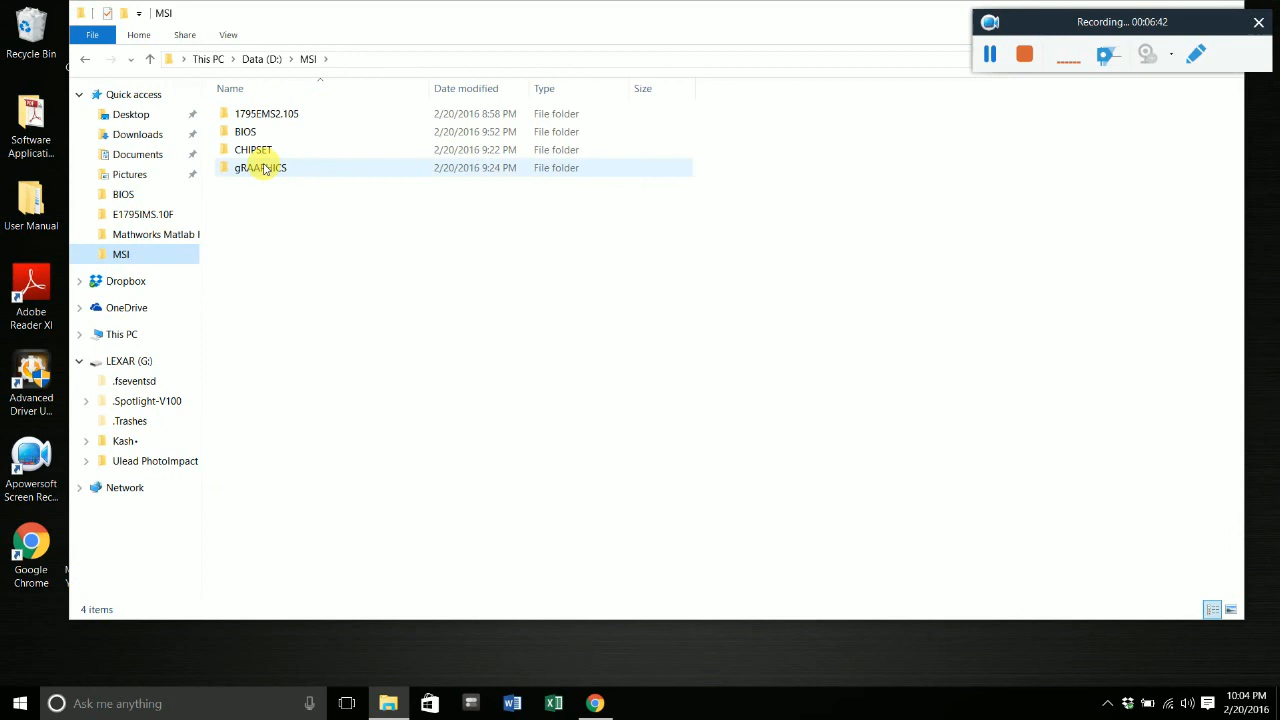 MSI
Recording... 00:06:42
File Home Share View
This PC > Data (D:) > MSI >
Name Date modified Type Size
1795EMS2.105 2/20/2016 8:58 PM File folder
BIOS 2/20/2016 9:52 PM File folder
CHIPSET 2/20/2016 9:22 PM File folder
gRAAPHICS 2/20/2016 9:24 PM File folder
Quick access
Desktop
Downloads
Documents
Pictures
BIOS
E1795IMS.10F
Mathworks Matlab
MSI
Dropbox
OneDrive
This PC
LEXAR (G:)
.fseventsd
.Spotlight-V100
.Trashes
Kash•
Ulead PhotoImpact
Network
4 items
Recycle Bin
Software
Applicati...
User Manual
Adobe
Reader XI
Advanced
Driver U...
Apowersoft
Screen Rec...
Google
Chrome
Ask me anything
10:04 PM
2/20/2016